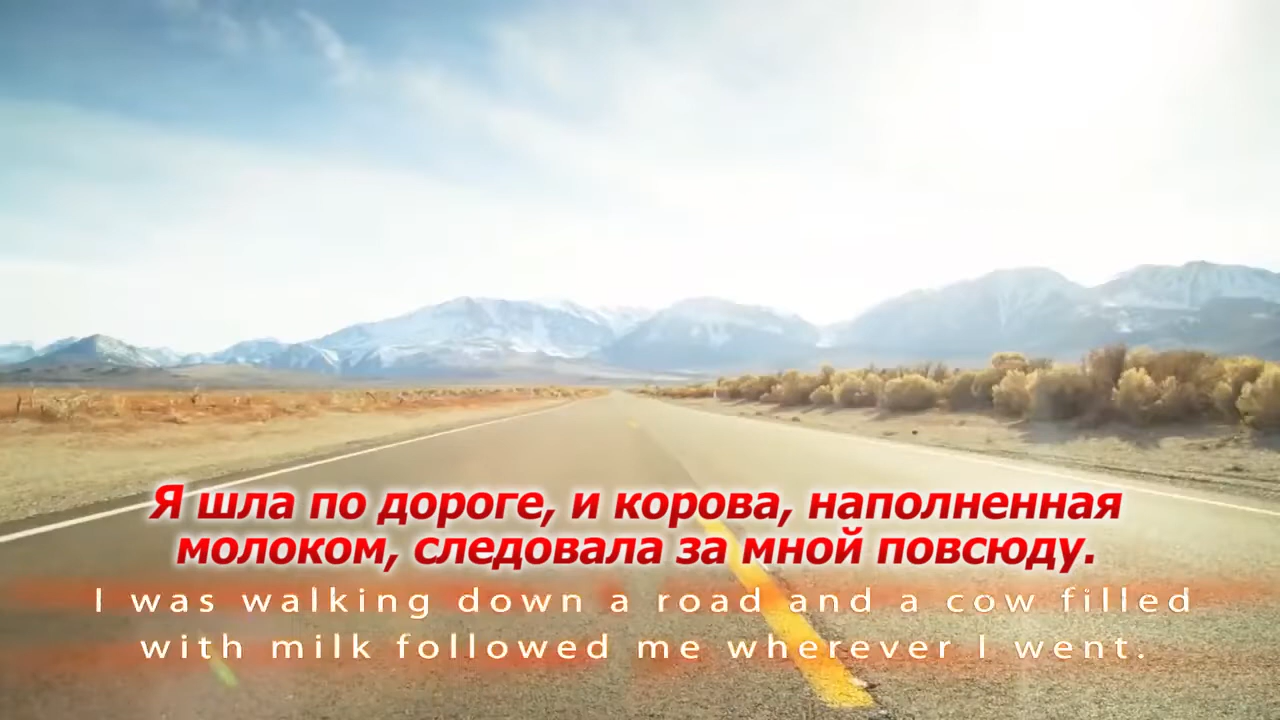 Я шла по дороге, и корова, наполненная
молоком, следовала за мной повсюду.
I was walking down a road and a cow filled
with milk followed me wherever I went.